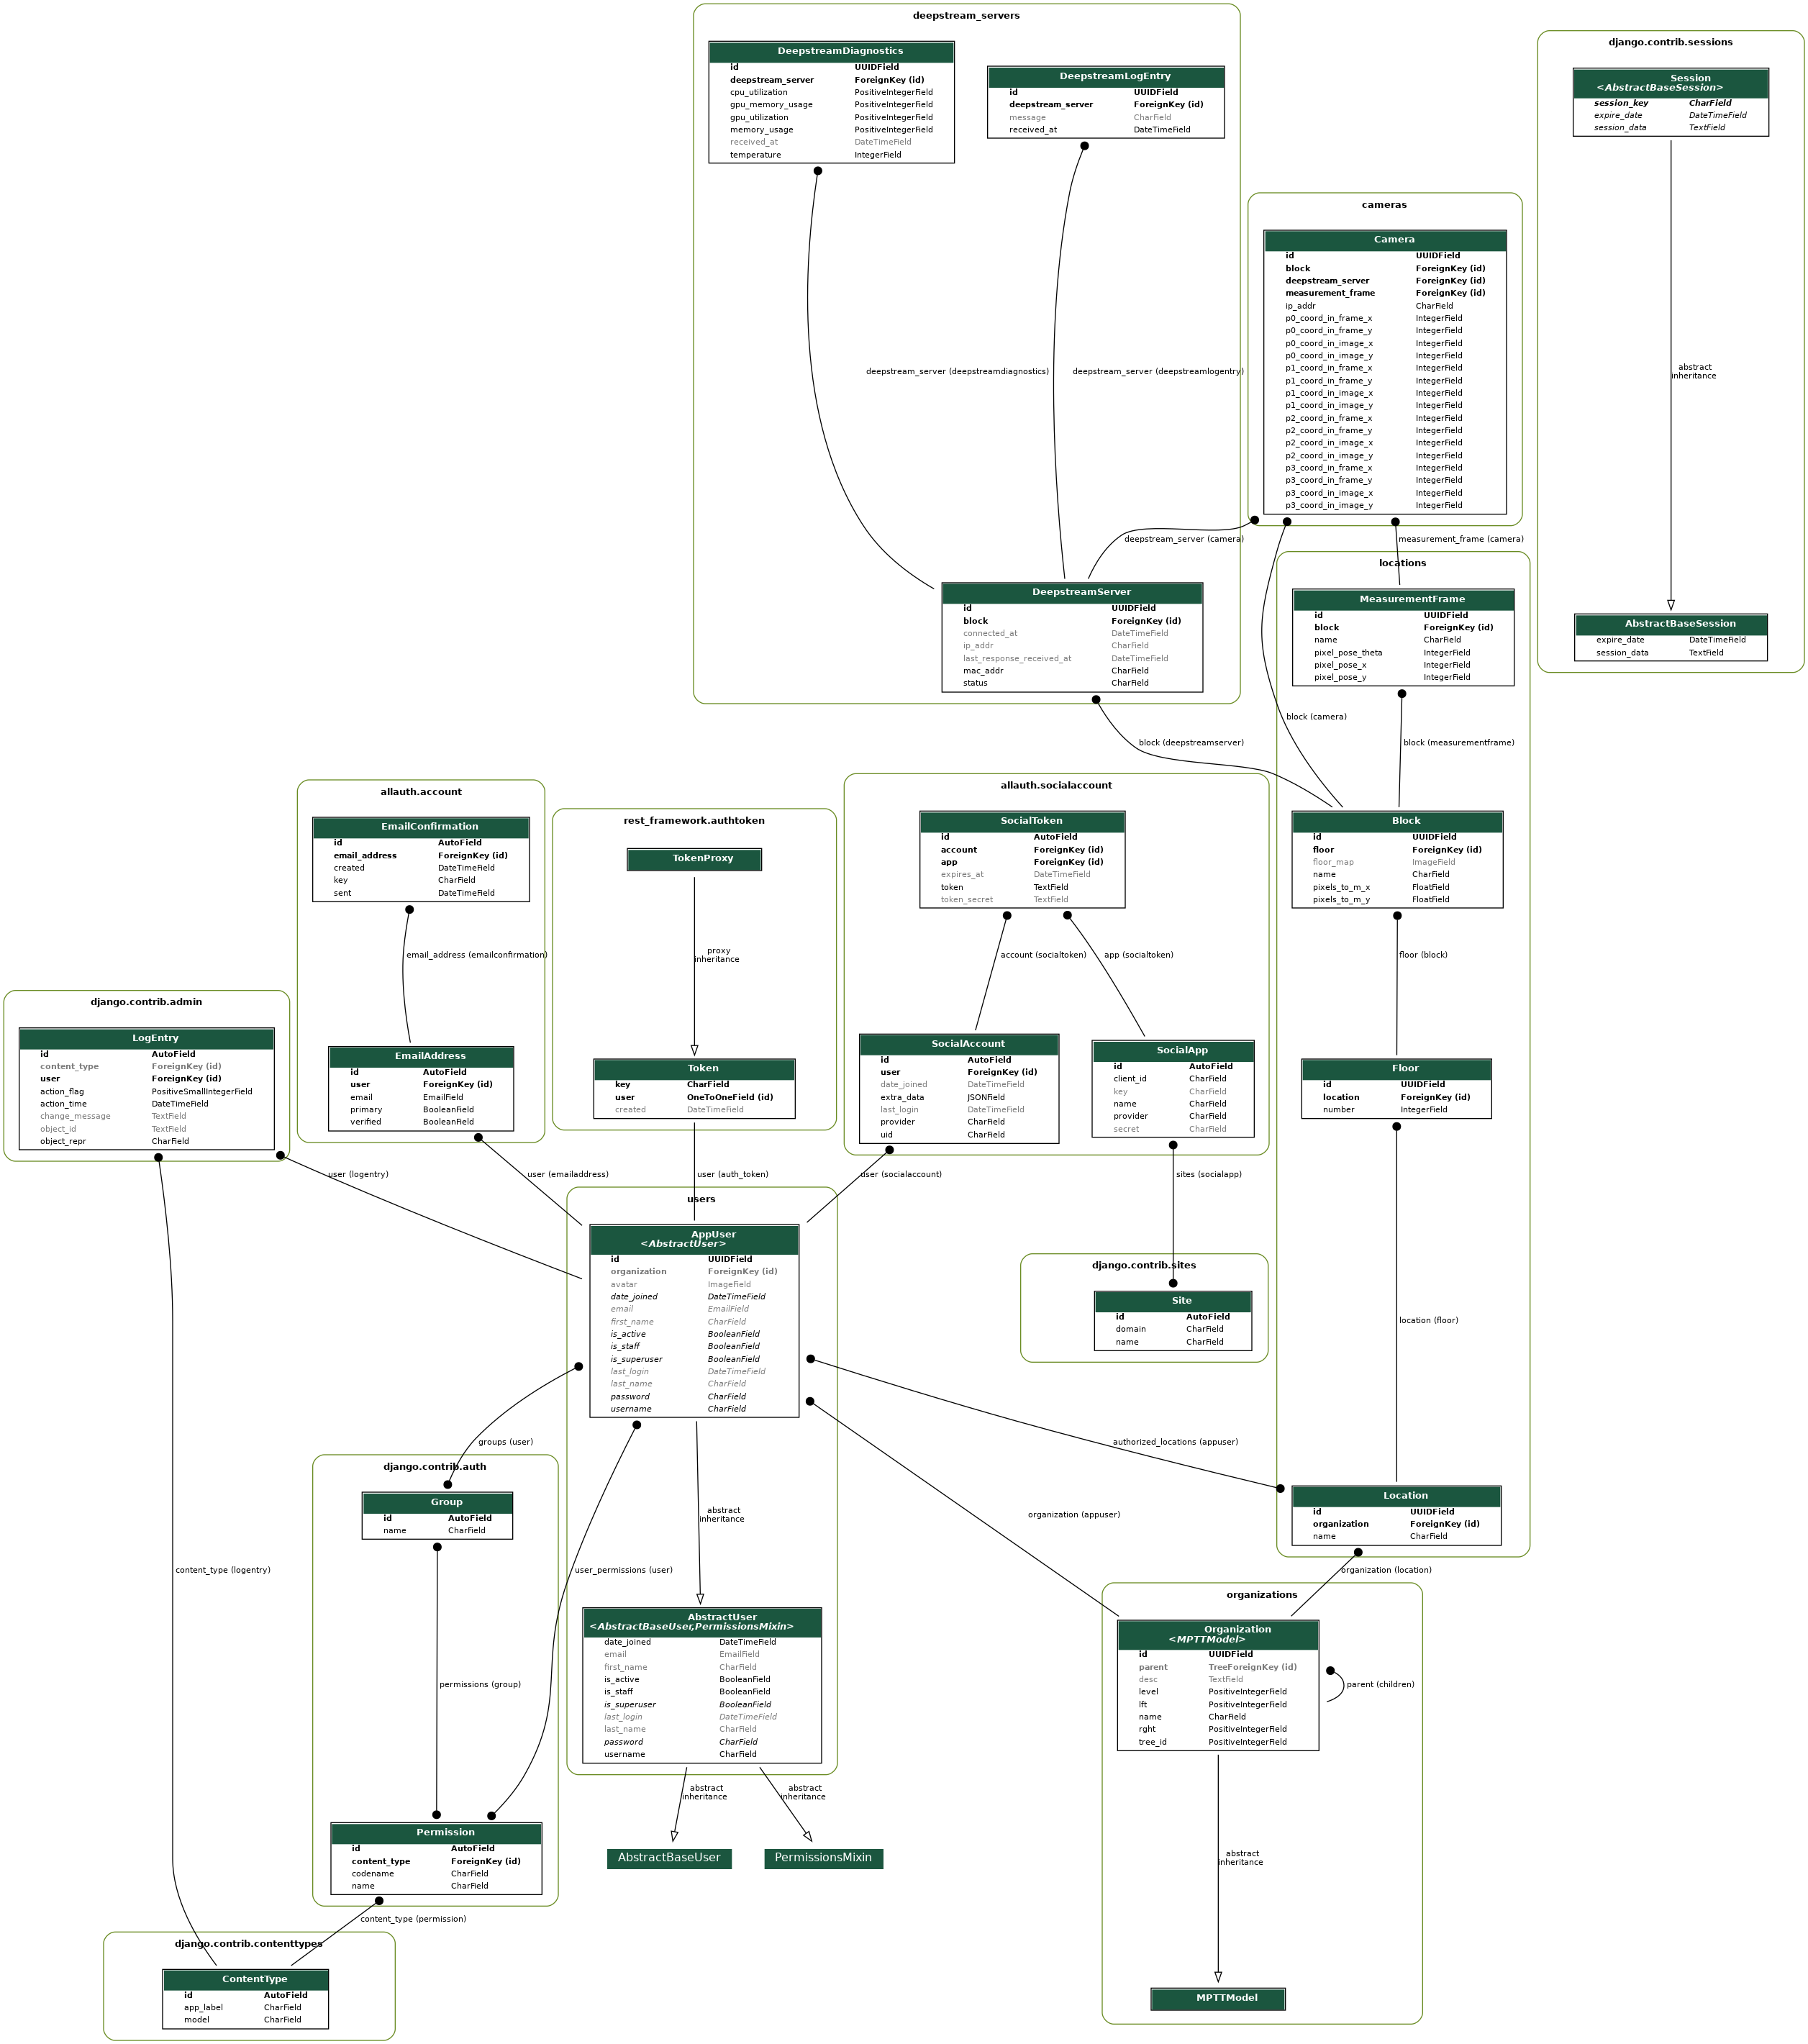 deepstream_servers
DeepstreamDiagnostics
id UUIDField
deepstream_server ForeignKey (id)
cpu_utilization PositiveIntegerField
gpu_memory_usage PositiveIntegerField
gpu_utilization PositiveIntegerField
memory_usage PositiveIntegerField
received_at DateTimeField
temperature IntegerField
DeepstreamLogEntry
id UUIDField
deepstream_server ForeignKey (id)
message CharField
received_at DateTimeField
deepstream_server (deepstreamdiagnostics)
deepstream_server (deepstreamlogentry)
DeepstreamServer
id UUIDField
block ForeignKey (id)
connected_at DateTimeField
ip_addr CharField
last_response_received_at DateTimeField
mac_addr CharField
status CharField
django.contrib.sessions
Session
<AbstractBaseSession>
session_key CharField
expire_date DateTimeField
session_data TextField
abstract
inheritance
AbstractBaseSession
expire_date DateTimeField
session_data TextField
cameras
Camera
id UUIDField
block ForeignKey (id)
deepstream_server ForeignKey (id)
measurement_frame ForeignKey (id)
ip_addr CharField
p0_coord_in_frame_x IntegerField
p0_coord_in_frame_y IntegerField
p0_coord_in_image_x IntegerField
p0_coord_in_image_y IntegerField
p1_coord_in_frame_x IntegerField
p1_coord_in_frame_y IntegerField
p1_coord_in_image_x IntegerField
p1_coord_in_image_y IntegerField
p2_coord_in_frame_x IntegerField
p2_coord_in_frame_y IntegerField
p2_coord_in_image_x IntegerField
p2_coord_in_image_y IntegerField
p3_coord_in_frame_x IntegerField
p3_coord_in_frame_y IntegerField
p3_coord_in_image_x IntegerField
p3_coord_in_image_y IntegerField
deepstream_server (camera)
measurement_frame (camera)
locations
MeasurementFrame
id UUIDField
block ForeignKey (id)
name CharField
pixel_pose_theta IntegerField
pixel_pose_x IntegerField
pixel_pose_y IntegerField
block (camera)
block (deepstreamserver)
block (measurementframe)
Block
id UUIDField
floor ForeignKey (id)
floor_map ImageField
name CharField
pixels_to_m_x FloatField
pixels_to_m_y FloatField
floor (block)
Floor
id UUIDField
location ForeignKey (id)
number IntegerField
location (floor)
Location
id UUIDField
organization ForeignKey (id)
name CharField
allauth.account
EmailConfirmation
id AutoField
email_address ForeignKey (id)
created DateTimeField
key CharField
sent DateTimeField
email_address (emailconfirmation)
EmailAddress
id AutoField
user ForeignKey (id)
email EmailField
primary BooleanField
verified BooleanField
rest_framework.authtoken
TokenProxy
proxy
inheritance
Token
key CharField
user OneToOneField (id)
created DateTimeField
allauth.socialaccount
SocialToken
id AutoField
account ForeignKey (id)
app ForeignKey (id)
expires_at DateTimeField
token TextField
token_secret TextField
account (socialtoken)
app (socialtoken)
SocialAccount
id AutoField
user ForeignKey (id)
date_joined DateTimeField
extra_data JSONField
last_login DateTimeField
provider CharField
uid CharField
SocialApp
id AutoField
client_id CharField
key CharField
name CharField
provider CharField
secret CharField
django.contrib.admin
LogEntry
id AutoField
content_type ForeignKey (id)
user ForeignKey (id)
action_flag PositiveSmallIntegerField
action_time DateTimeField
change_message TextField
object_id TextField
object_repr CharField
user (logentry)
user (emailaddress)
user (auth_token)
user (socialaccount)
sites (socialapp)
users
AppUser
<AbstractUser>
id UUIDField
organization ForeignKey (id)
avatar ImageField
date_joined DateTimeField
email EmailField
first_name CharField
is_active BooleanField
is_staff BooleanField
is_superuser BooleanField
last_login DateTimeField
last_name CharField
password CharField
username CharField
django.contrib.sites
Site
id AutoField
domain CharField
name CharField
groups (user)
authorized_locations (appuser)
organization (appuser)
abstract
inheritance
django.contrib.auth
Group
id AutoField
name CharField
content_type (logentry)
user_permissions (user)
organization (location)
permissions (group)
AbstractUser
<AbstractBaseUser,PermissionsMixin>
date_joined DateTimeField
email EmailField
first_name CharField
is_active BooleanField
is_staff BooleanField
is_superuser BooleanField
last_login DateTimeField
last_name CharField
password CharField
username CharField
abstract
inheritance
abstract
inheritance
AbstractBaseUser
PermissionsMixin
Permission
id AutoField
content_type ForeignKey (id)
codename CharField
name CharField
content_type (permission)
organizations
Organization
<MPTTModel>
id UUIDField
parent TreeForeignKey (id)
desc TextField
level PositiveIntegerField
lft PositiveIntegerField
name CharField
rght PositiveIntegerField
tree_id PositiveIntegerField
parent (children)
abstract
inheritance
MPTTModel
django.contrib.contenttypes
ContentType
id AutoField
app_label CharField
model CharField